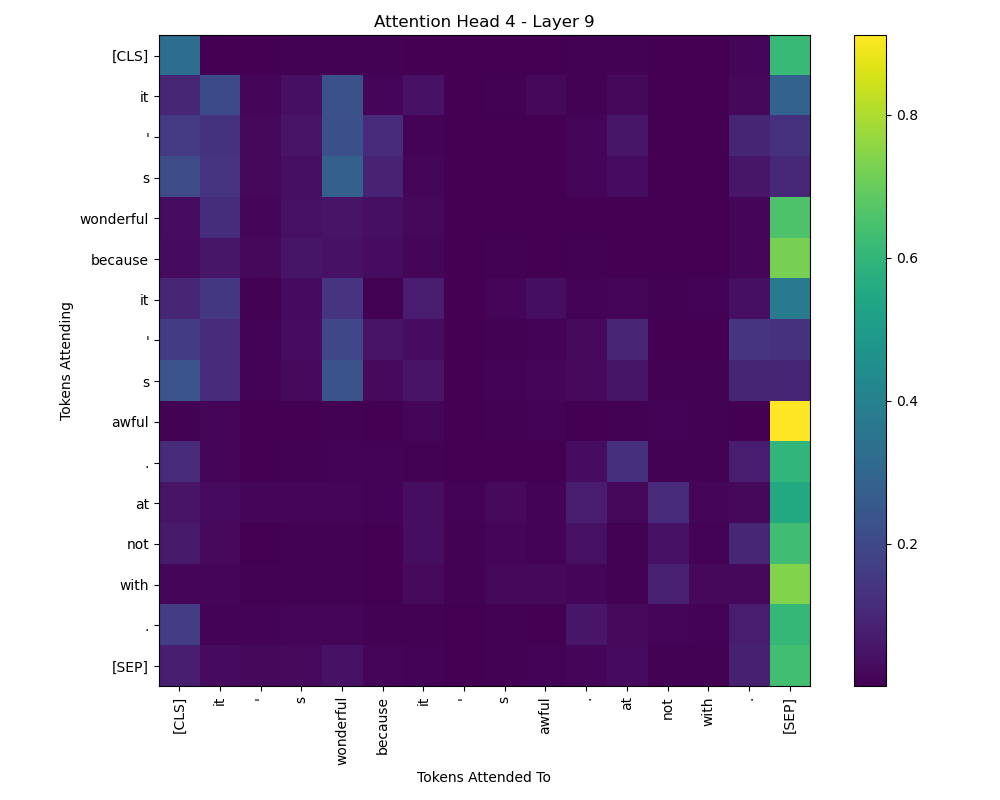 Attention Head 4 - Layer 9
Tokens Attending
[CLS]
it
'
s
wonderful
because
it
'
s
awful
.
at
not
with
.
[SEP]
[CLS]
it
'
s
wonderful
because
it
'
s
awful
.
at
not
with
.
[SEP]
Tokens Attended To
0.8
0.6
0.4
0.2